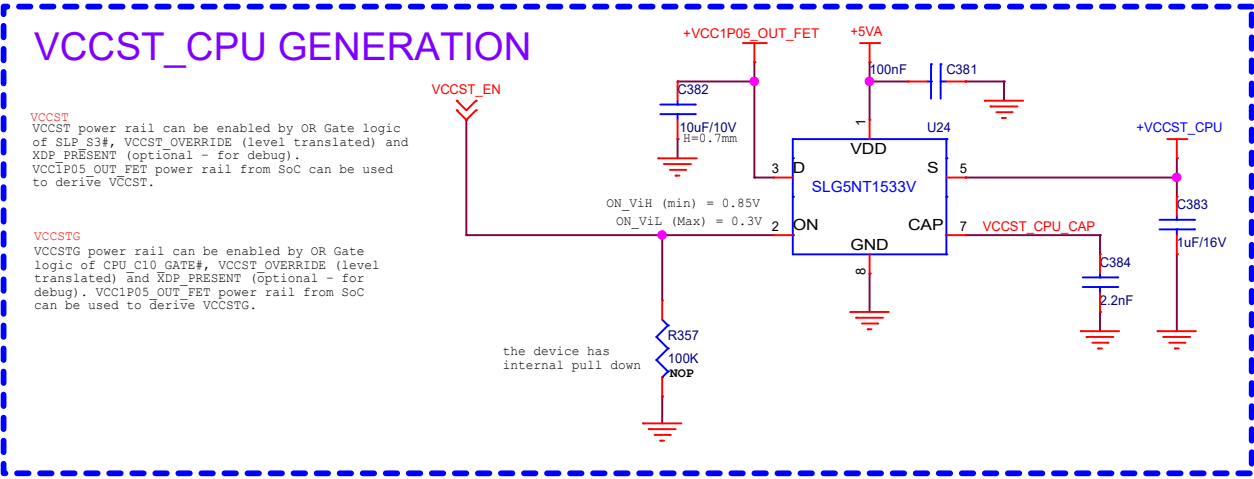 VCCST_CPU GENERATION
+VCC1P05_OUT_FET
+5VA
VCCST_EN
100nF
C381
C382
10uF/10V
H=0.7mm
VCCST
VCCST power rail can be enabled by OR Gate logic
of SLP_S3#, VCCST_OVERRIDE (level translated) and
XDP_PRESENT (optional - for debug).
VCC1P05_OUT_FET power rail from SoC can be used
to derive VCCST.
1
U24
+VCCST_CPU
VDD
3
D
S
5
SLG5NT1533V
ON_ViH (min) = 0.85V
ON_ViL (Max) = 0.3V
2
ON
CAP
7
VCCST_CPU_CAP
C383
1uF/16V
GND
8
C384
2.2nF
VCCSTG
VCCSTG power rail can be enabled by OR Gate
logic of CPU_C10_GATE#, VCCST_OVERRIDE (level
translated) and XDP_PRESENT (optional - for
debug). VCC1P05_OUT_FET power rail from SoC
can be used to derive VCCSTG.
the device has
internal pull down
R357
100K
NOP